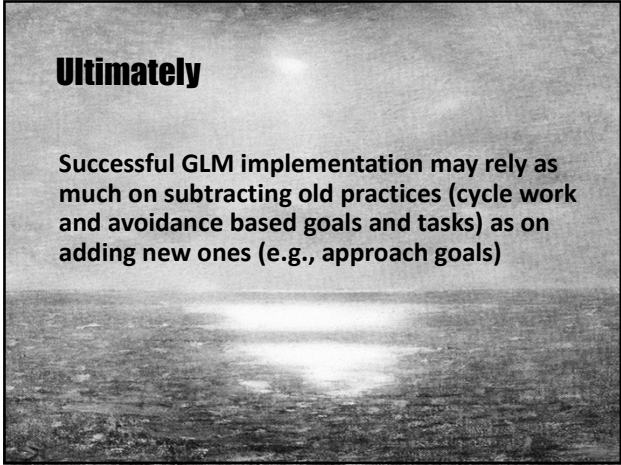 Ultimately
Successful GLM implementation may rely as
much on subtracting old practices (cycle work
and avoidance based goals and tasks) as on
adding new ones (e.g., approach goals)